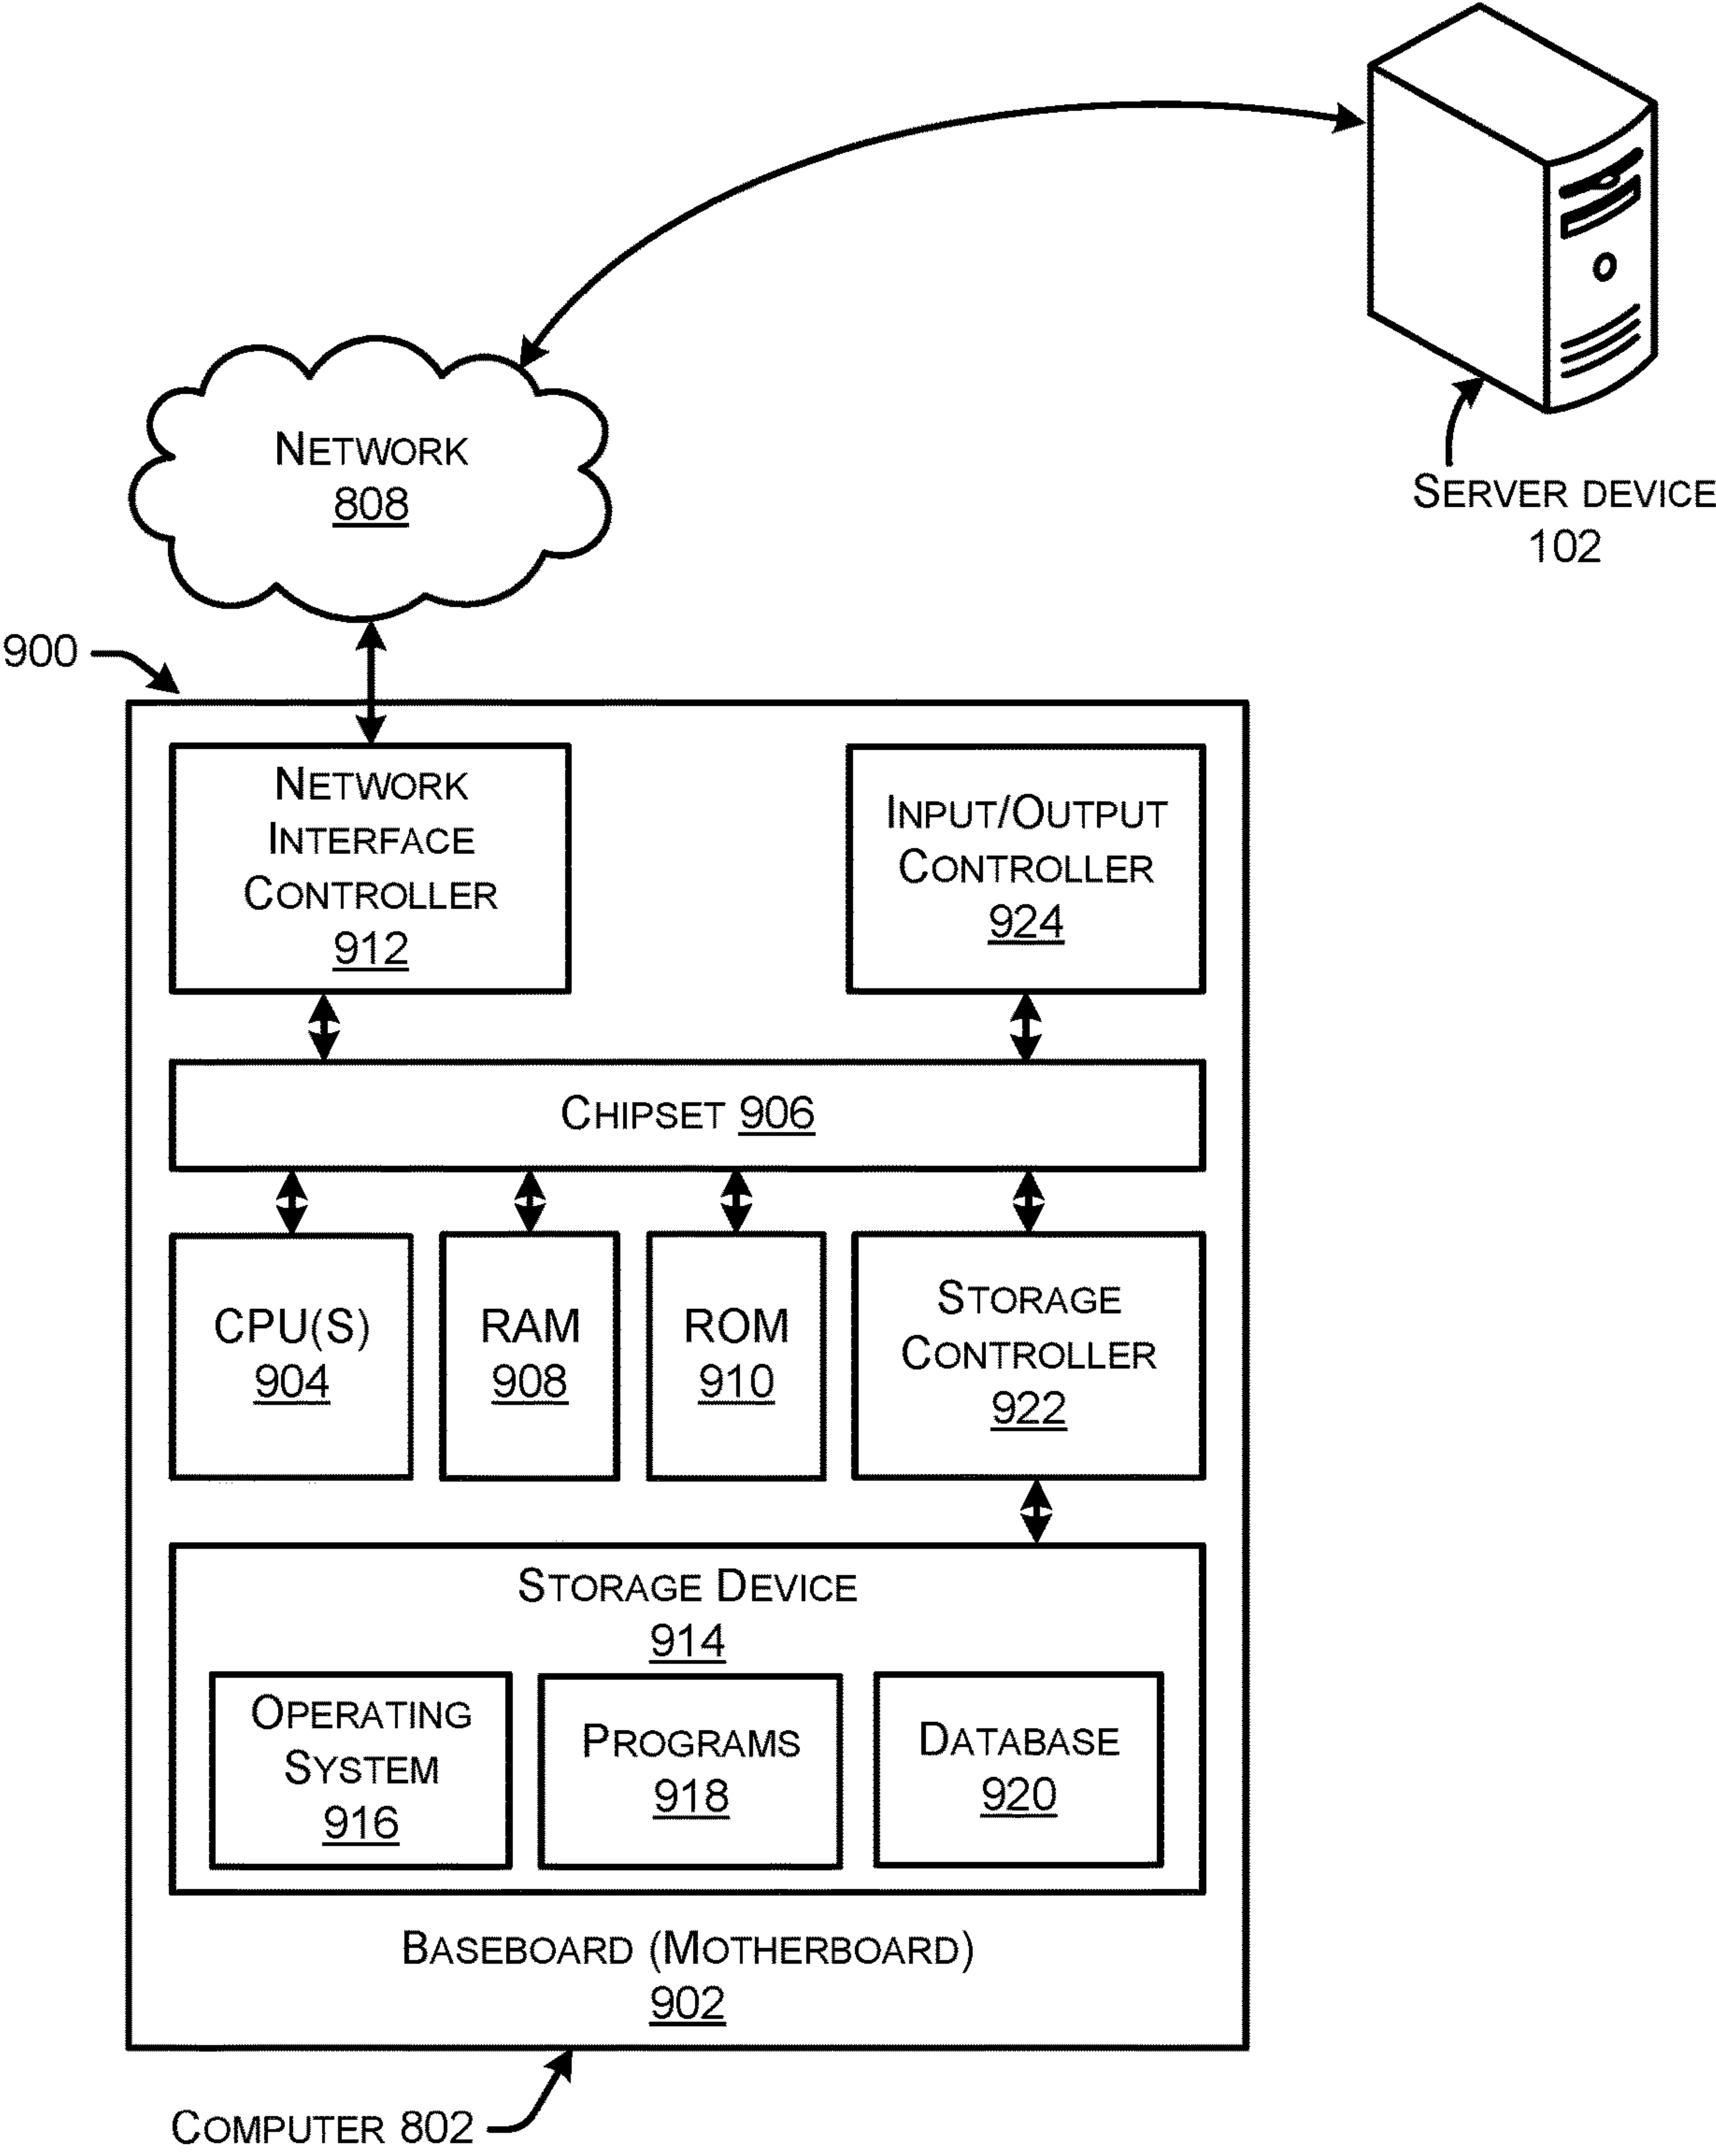 NETWORK
808
SERVER DEVICE
102
900
NETWORK
INTERFACE
CONTROLLER
912
INPUT/OUTPUT
CONTROLLER
924
CHIPSET 906
CPU(S)
904
RAM
908
ROM
910
STORAGE
CONTROLLER
922
STORAGE DEVICE
914
OPERATING
SYSTEM
916
PROGRAMS
918
DATABASE
920
BASEBOARD (MOTHERBOARD)
902
COMPUTER 802